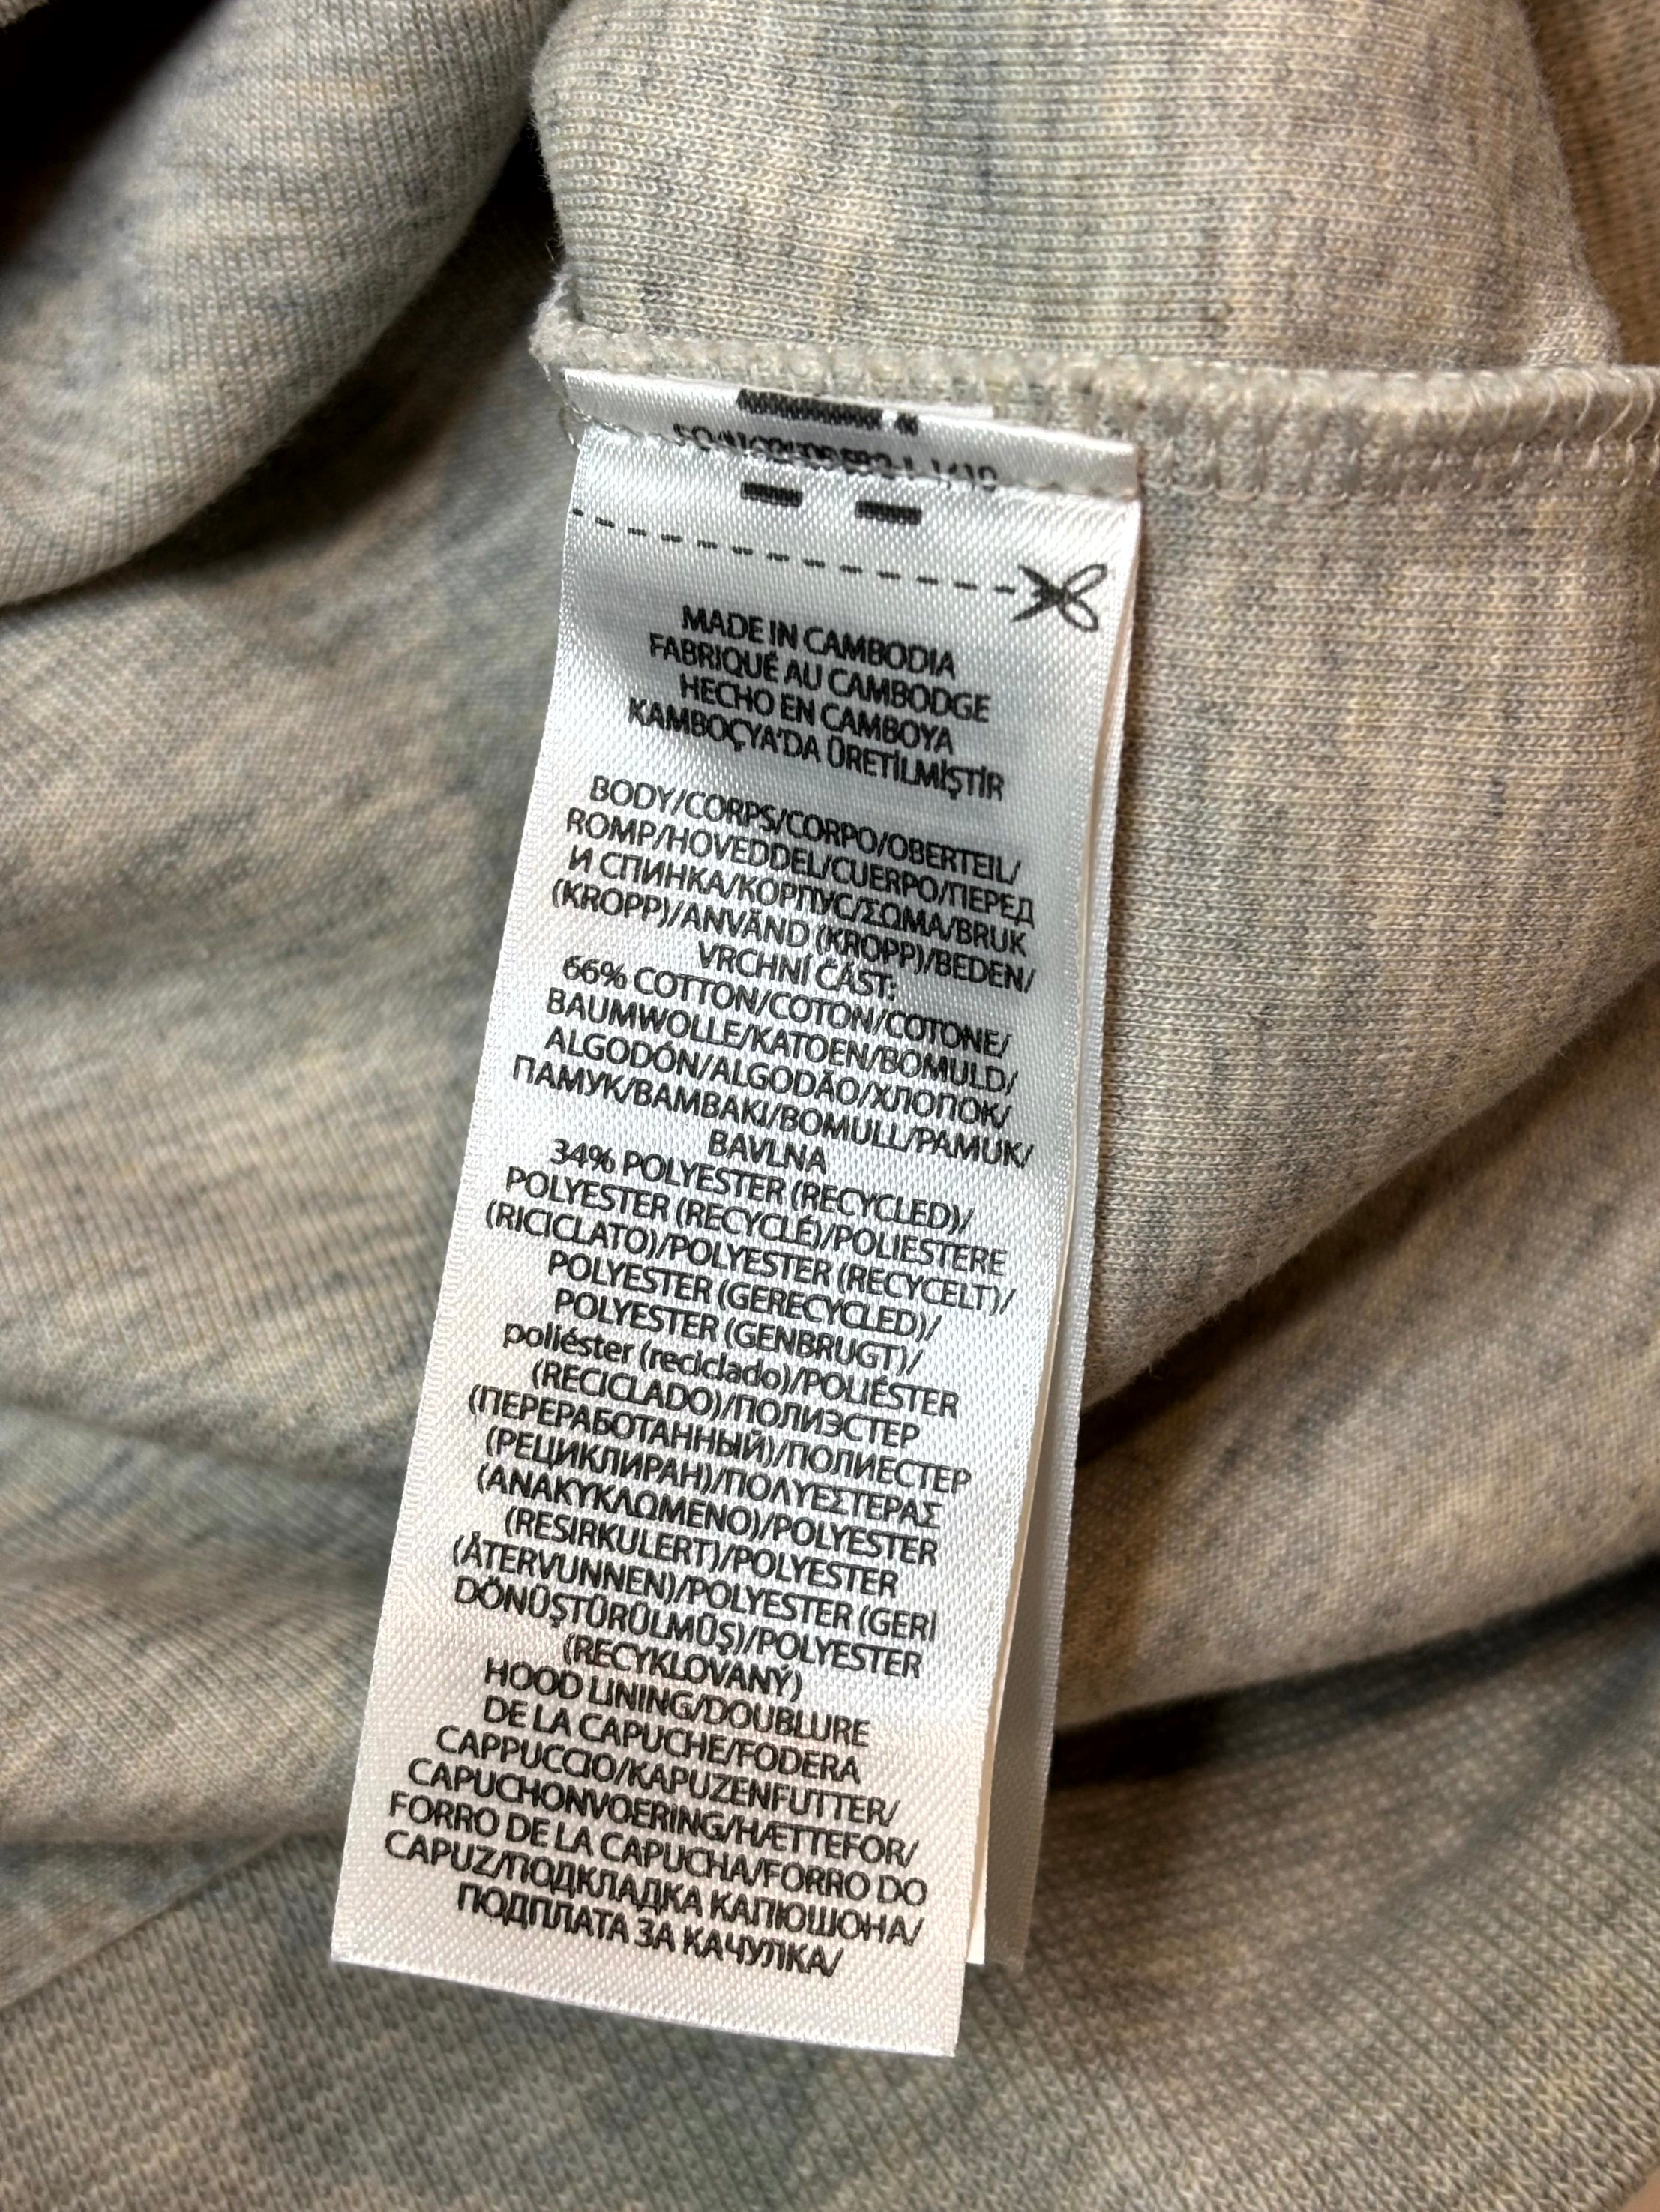 MADE IN CAMBODIA
FABRIQUÉ AU CAMBODGE
HECHO EN CAMBOYA
KAMBOÇYA'DA ÜRETİLMİŞTİR
BODY/CORPS/CORPO/OBERTEIL/
ROMP/HOVEDDEL/CUERPO/ПЕРЕД
И СПИНКА/КОРПУС/ΣΩΜΑ/BRUK
(KROPP)/ANVÄND (KROPP)/BEDEN/
VRCHNÍ ČÁST:
66% COTTON/COTON/COTONE/
BAUMWOLLE/KATOEN/BOMULD/
ALGODÓN/ALGODÃO/ХЛОПОК/
ПАМУК/ΒΑΜΒΑΚΙ/BOMULL/PAMUK/
BAVLNA
34% POLYESTER (RECYCLED)/
POLYESTER (RECYCLÉ)/POLIESTERE
(RICICLATO)/POLYESTER (RECYCELT)/
POLYESTER (GERECYCLED)/
POLYESTER (GENBRUGT)/
poliéster (reciclado)/POLIÉSTER
(RECICLADO)/ПОЛИЭСТЕР
(ПЕРЕРАБОТАННЫЙ)/ПОЛИЕСТЕР
(РЕЦИКЛИРАН)/ΠΟΛΥΕΣΤΕΡΑΣ
(ΑΝΑΚΥΚΛΩΜΕΝΟ)/POLYESTER
(RESIRKULERT)/POLYESTER
(ÅTERVUNNEN)/POLYESTER (GERİ
DÖNÜŞTÜRÜLMÜŞ)/POLYESTER
(RECYKLOVANÝ)
HOOD LINING/DOUBLURE
DE LA CAPUCHE/FODERA
CAPPUCCIO/KAPUZENFUTTER/
CAPUCHONVOERING/HÆTTEFOR/
FORRO DE LA CAPUCHA/FORRO DO
CAPUZ/ПОДКЛАДКА КАПЮШОНА/
ПОДПЛАТА ЗА КАЧУЛКА/